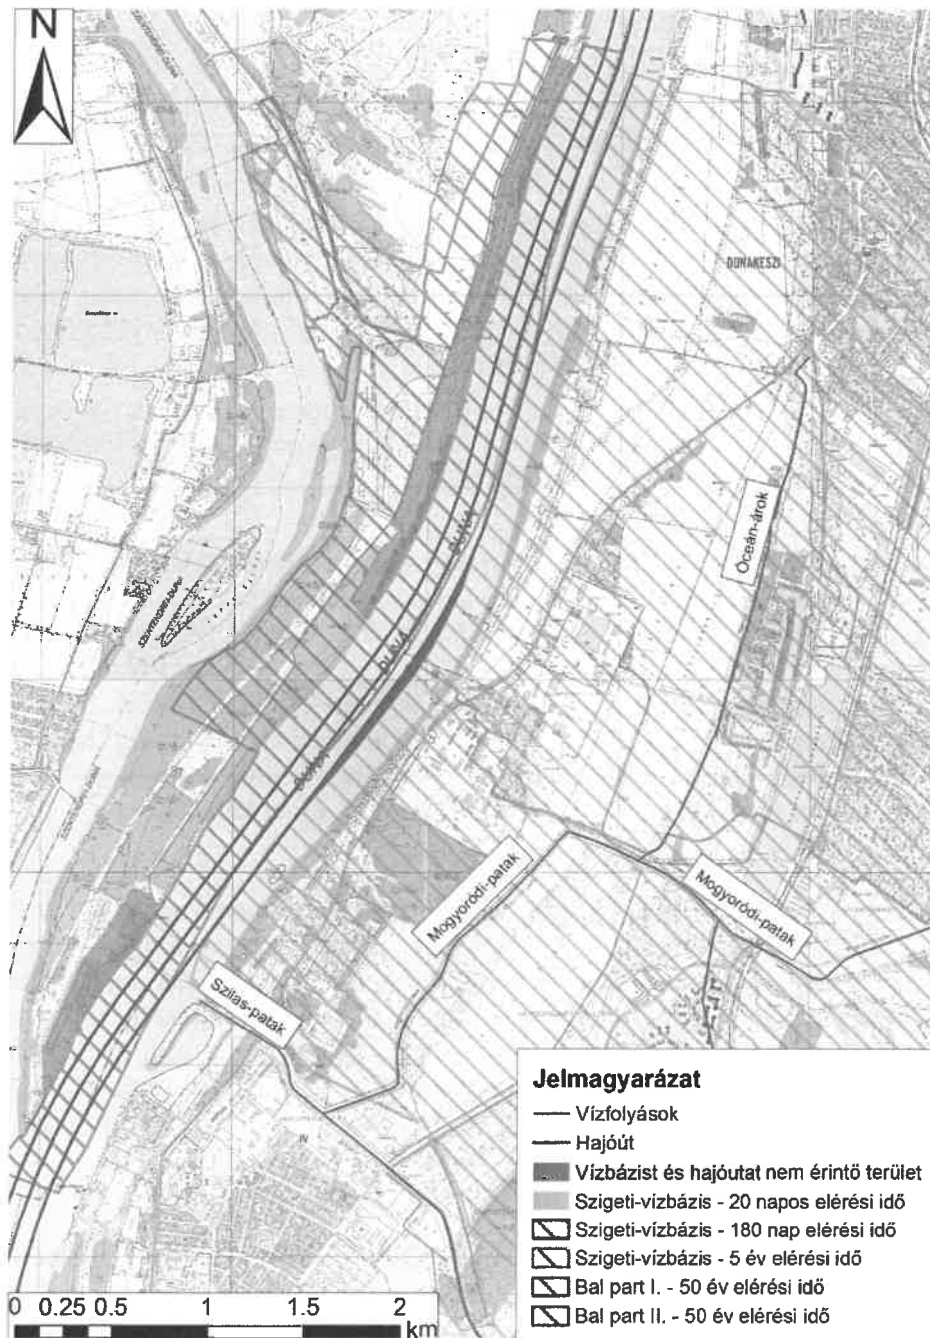 N
DUNAKESZI
Óceán-árok
DUNA
DUNA
DUNA
Mogyoródi-patak
Mogyoródi-patak
Szilas-patak
IV
Jelmagyarázat
Vízfolyások
Hajóút
Vízbázist és hajóutat nem érintő terület
Szigeti-vízbázis - 20 napos elérési idő
Szigeti-vízbázis - 180 nap elérési idő
Szigeti-vízbázis - 5 év elérési idő
Bal part I. - 50 év elérési idő
Bal part II. - 50 év elérési idő
0 0.25 0.5 1 1.5 2
km